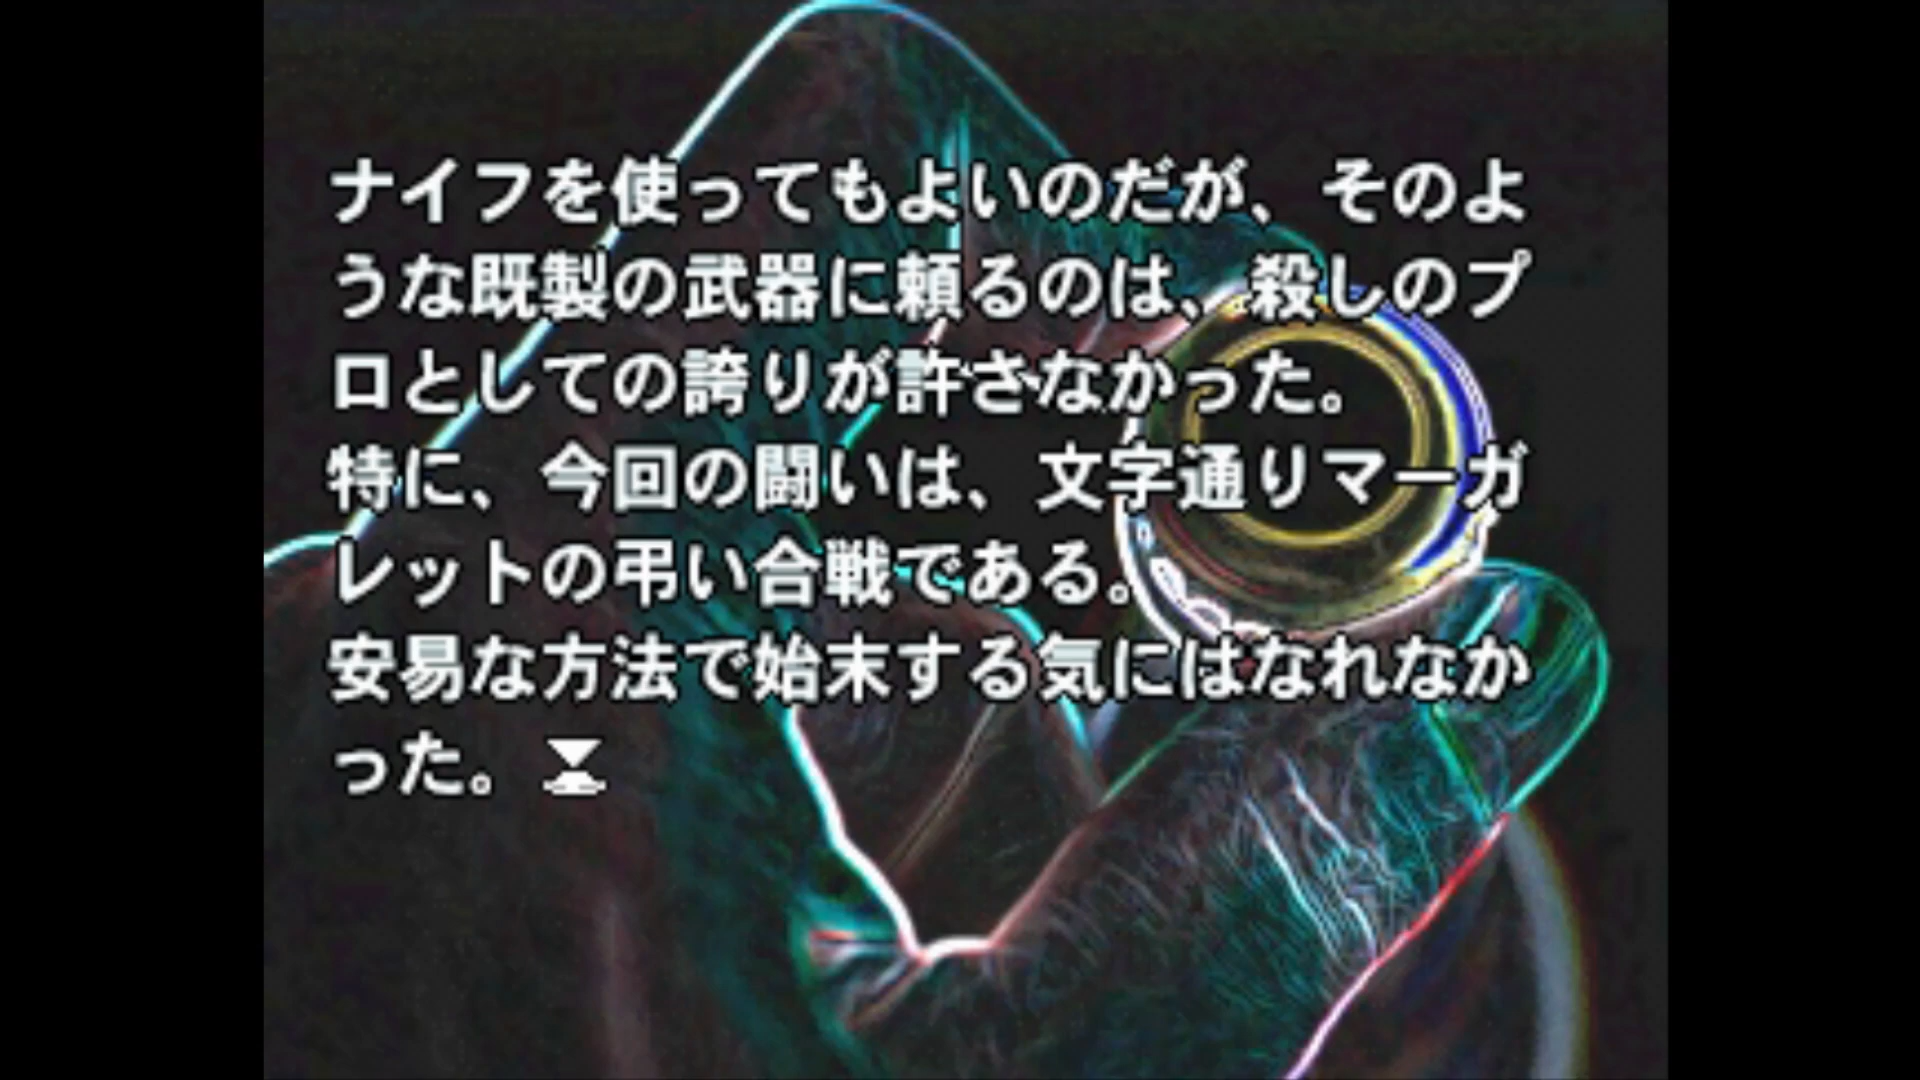 ナイフを使ってもよいのだが、そのよ
うな既製の武器に頼るのは、殺しのプ
ロとしての誇りが許さなかった。
特に、今回の闘いは、文字通りマーガ
レットの弔い合戦である。
安易な方法で始末する気にはなれなか
った。